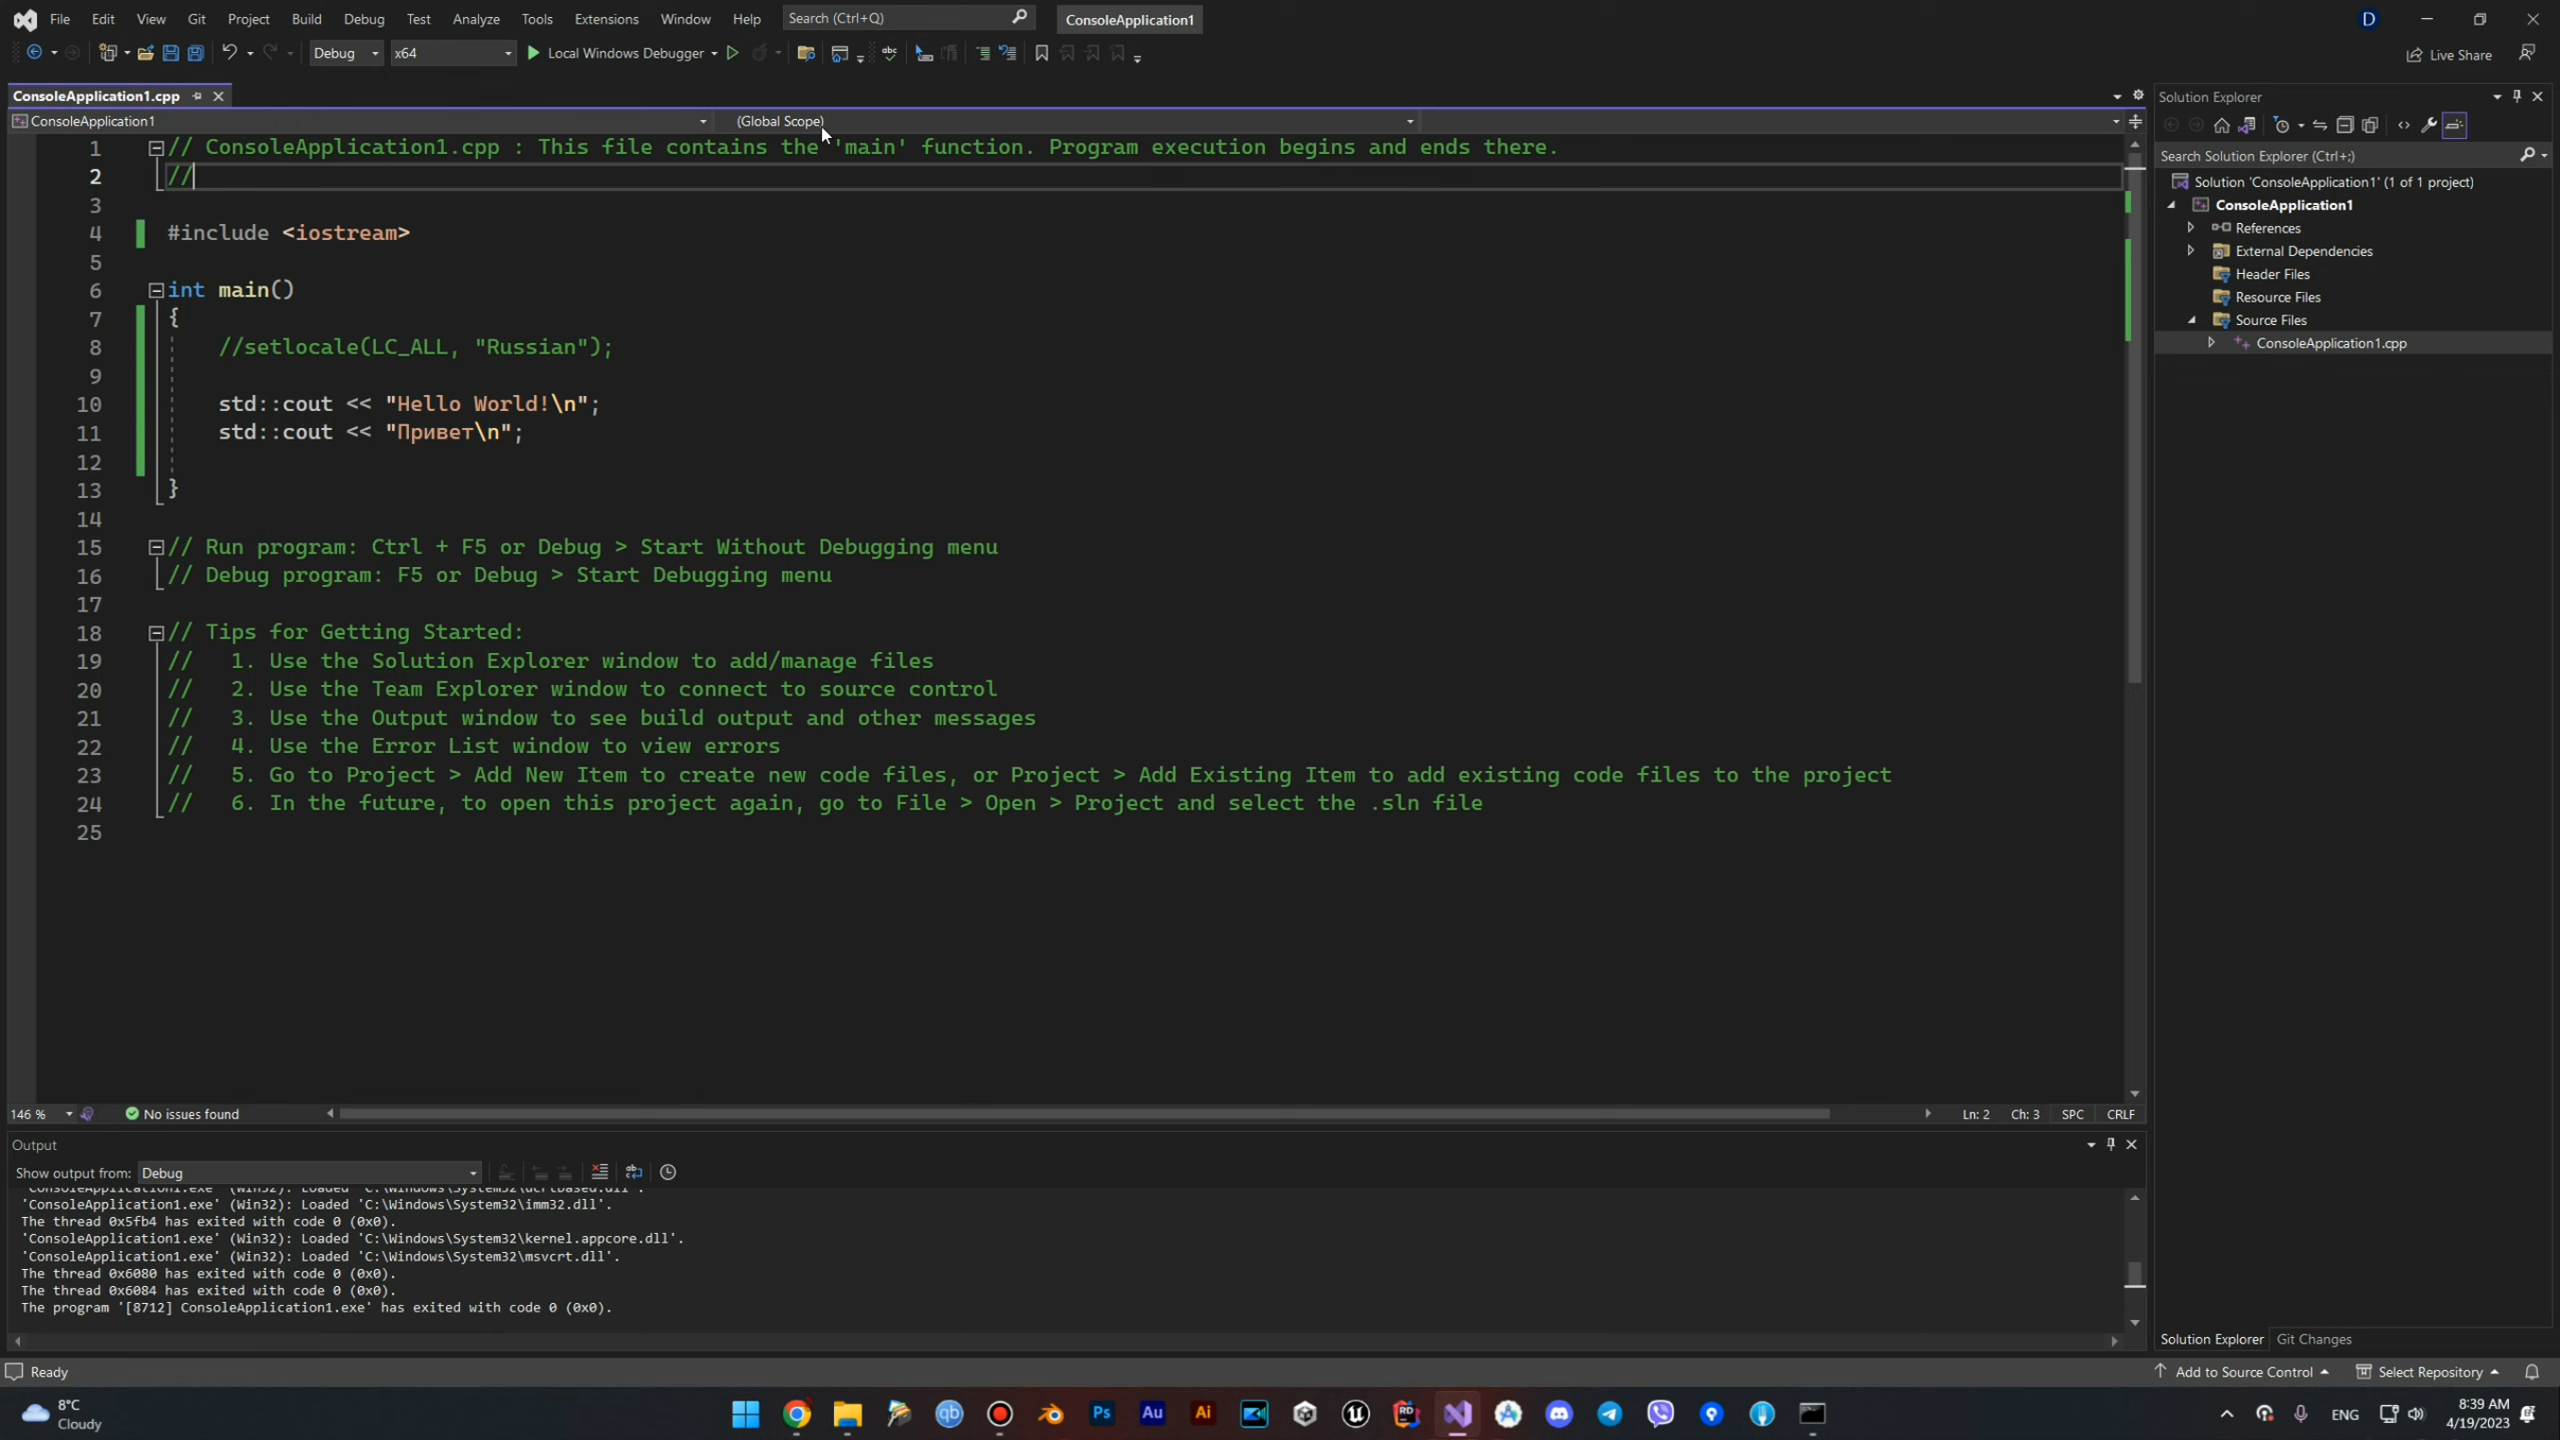 File Edit View Git Project Build Debug Test Analyze Tools Extensions Window Help Search (Ctrl+Q) ConsoleApplication1 D
Debug x64 Local Windows Debugger Live Share
ConsoleApplication1.cpp
ConsoleApplication1 (Global Scope)
1 // ConsoleApplication1.cpp : This file contains the 'main' function. Program execution begins and ends there.
2 //
3
4 #include <iostream>
5
6 int main()
7 {
8 //setlocale(LC_ALL, "Russian");
9
10 std::cout << "Hello World!\n";
11 std::cout << "Привет\n";
12
13 }
14
15 // Run program: Ctrl + F5 or Debug > Start Without Debugging menu
16 // Debug program: F5 or Debug > Start Debugging menu
17
18 // Tips for Getting Started:
19 //   1. Use the Solution Explorer window to add/manage files
20 //   2. Use the Team Explorer window to connect to source control
21 //   3. Use the Output window to see build output and other messages
22 //   4. Use the Error List window to view errors
23 //   5. Go to Project > Add New Item to create new code files, or Project > Add Existing Item to add existing code files to the project
24 //   6. In the future, to open this project again, go to File > Open > Project and select the .sln file
25
146 % No issues found Ln: 2 Ch: 3 SPC CRLF
Output
Show output from: Debug
'ConsoleApplication1.exe' (Win32): Loaded 'C:\Windows\System32\ucrtbased.dll'.
'ConsoleApplication1.exe' (Win32): Loaded 'C:\Windows\System32\imm32.dll'.
The thread 0x5fb4 has exited with code 0 (0x0).
'ConsoleApplication1.exe' (Win32): Loaded 'C:\Windows\System32\kernel.appcore.dll'.
'ConsoleApplication1.exe' (Win32): Loaded 'C:\Windows\System32\msvcrt.dll'.
The thread 0x6080 has exited with code 0 (0x0).
The thread 0x6084 has exited with code 0 (0x0).
The program '[8712] ConsoleApplication1.exe' has exited with code 0 (0x0).
Solution Explorer
Search Solution Explorer (Ctrl+;)
Solution 'ConsoleApplication1' (1 of 1 project)
ConsoleApplication1
References
External Dependencies
Header Files
Resource Files
Source Files
ConsoleApplication1.cpp
Solution Explorer Git Changes
Ready Add to Source Control Select Repository
8°C
Cloudy
qb Ps Au Ai RD
ENG
8:39 AM
4/19/2023